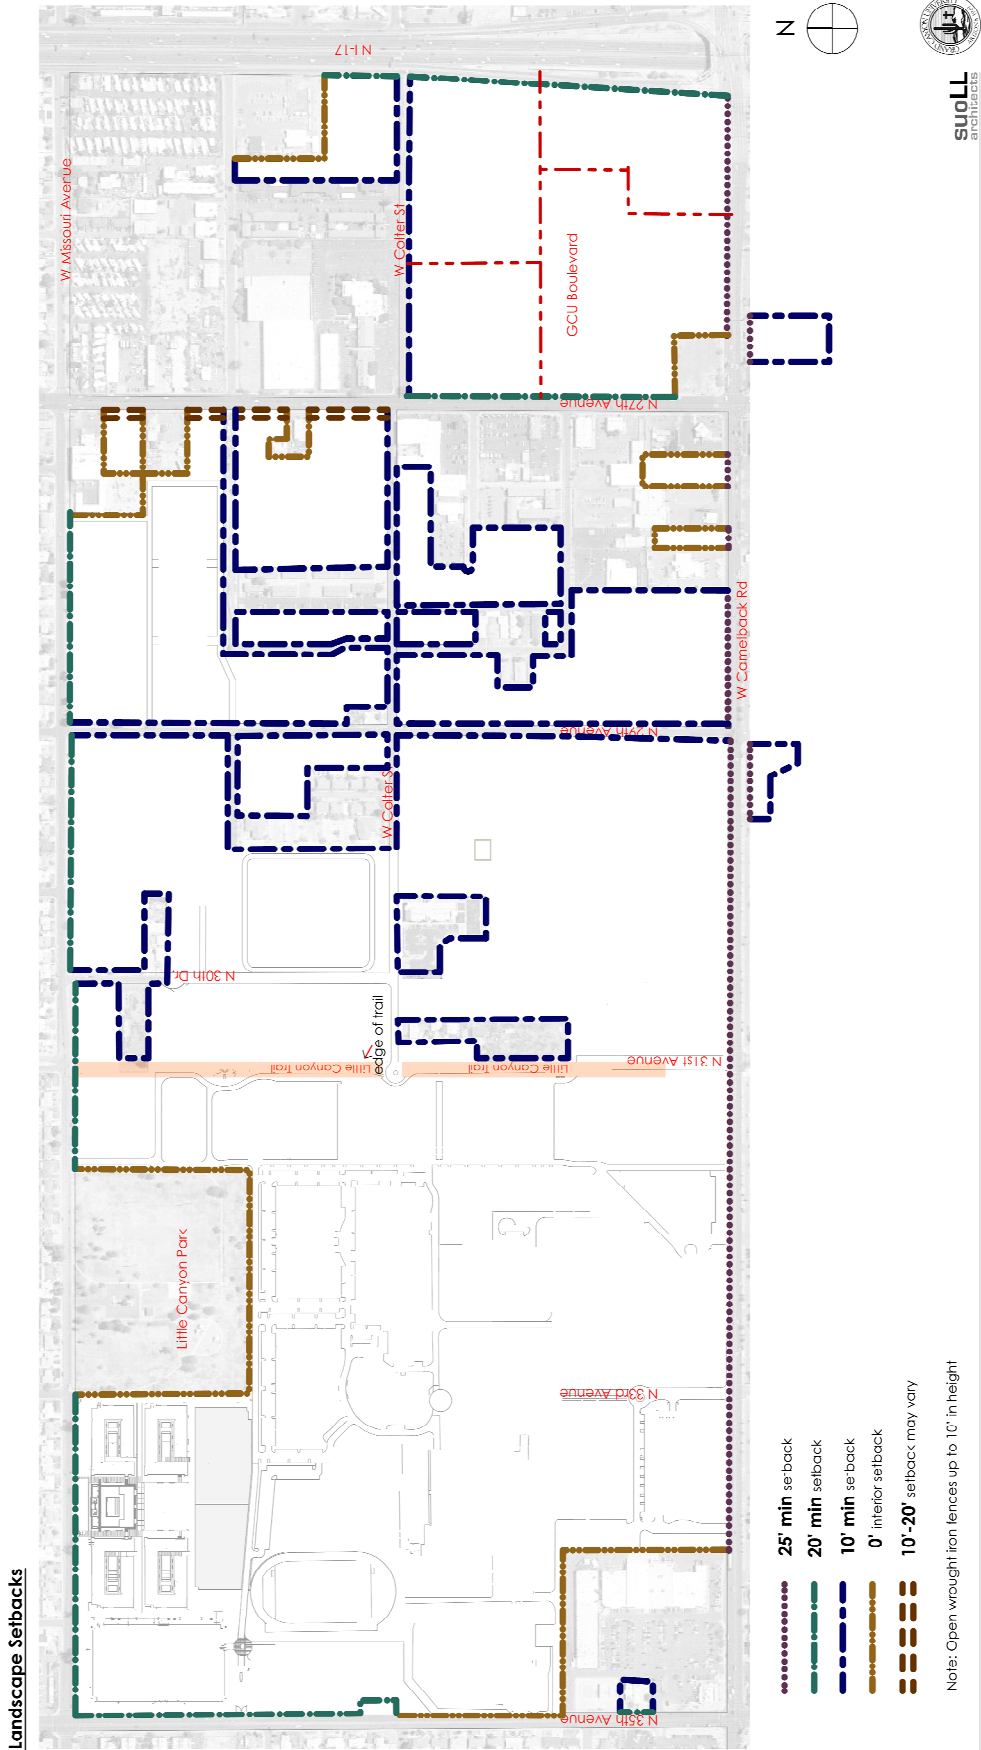 Landscape Setbacks
N I-17
W Missouri Avenue
W Colter St
GCU Boulevard
N 27th Avenue
W Camelback Rd
N 29th Avenue
W Colter S
N 30th Dr.
edge of trail
Little Canyon Trail
Little Canyon Trail
N 31st Avenue
Little Canyon Park
N 33rd Avenue
N 35th Avenue
25' min setback
20' min setback
10' min setback
0' interior setback
10'-20' setback may vary
Note: Open wrought iron fences up to 10' in height
N
suoLL
architects